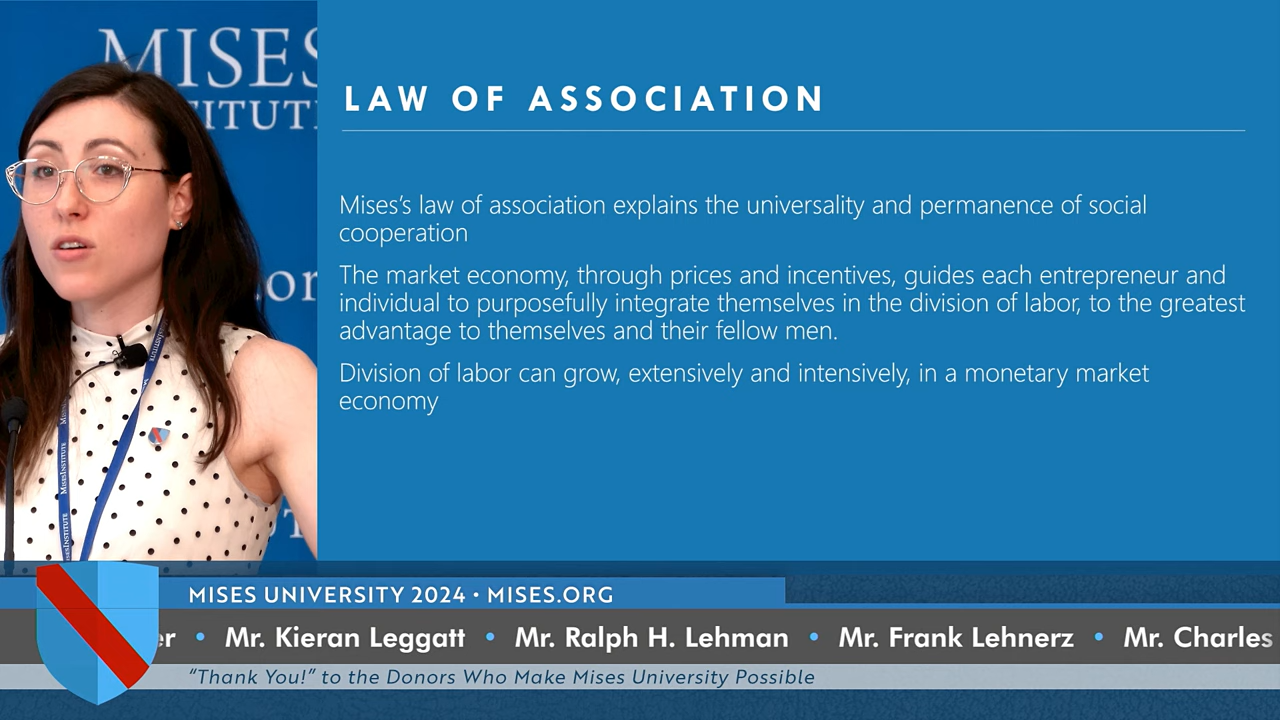 MISES
LAW OF ASSOCIATION
Mises's law of association explains the universality and permanence of social
cooperation
The market economy, through prices and incentives, guides each entrepreneur and
individual to purposefully integrate themselves in the division of labor, to the greatest
advantage to themselves and their fellow men.
Division of labor can grow, extensively and intensively, in a monetary market
economy
MISES UNIVERSITY 2024 • MISES.ORG
er • Mr. Kieran Leggatt • Mr. Ralph H. Lehman • Mr. Frank Lehnerz • Mr. Charles
“Thank You!” to the Donors Who Make Mises University Possible